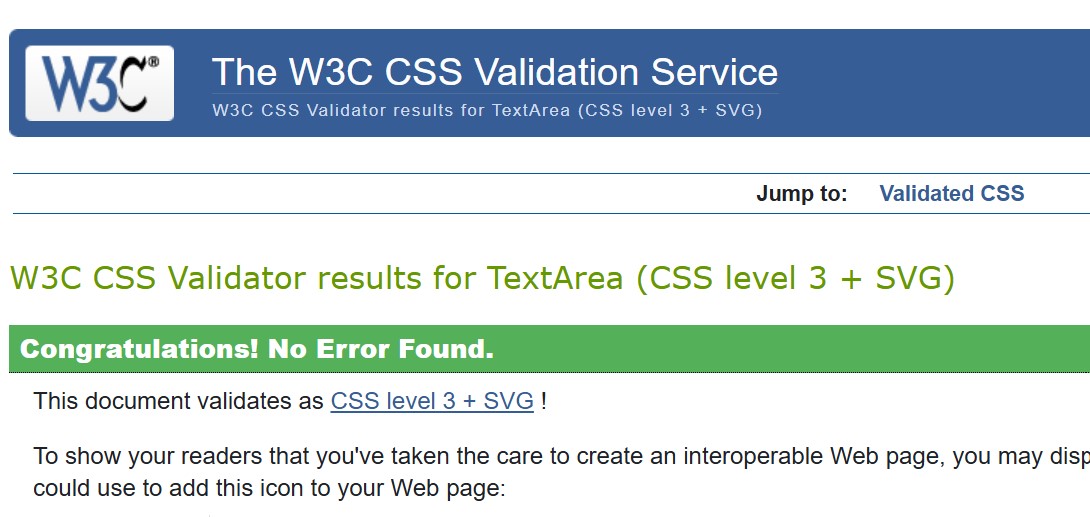 W3C®
The W3C CSS Validation Service
W3C CSS Validator results for TextArea (CSS level 3 + SVG)
Jump to: Validated CSS
W3C CSS Validator results for TextArea (CSS level 3 + SVG)
Congratulations! No Error Found.
This document validates as CSS level 3 + SVG !
To show your readers that you've taken the care to create an interoperable Web page, you may disp
could use to add this icon to your Web page: